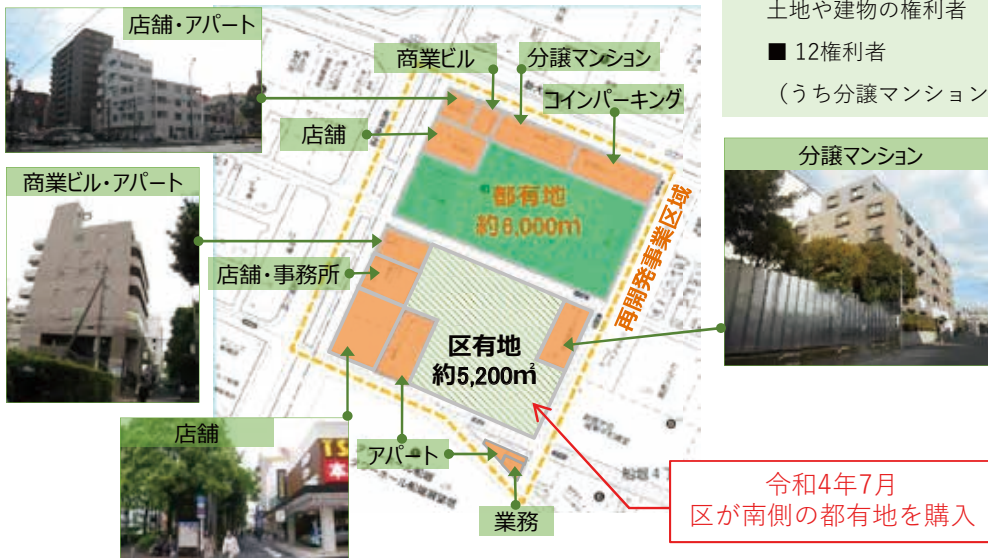 店舗・アパート
商業ビル
分譲マンション
コインパーキング
店舗
土地や建物の権利者
■ 12権利者
（うち分譲マンション
商業ビル・アパート
分譲マンション
都有地
約8,000㎡
再開発事業区域
店舗・事務所
区有地
約5,200㎡
店舗
アパート
業務
船堀4
令和4年7月
区が南側の都有地を購入